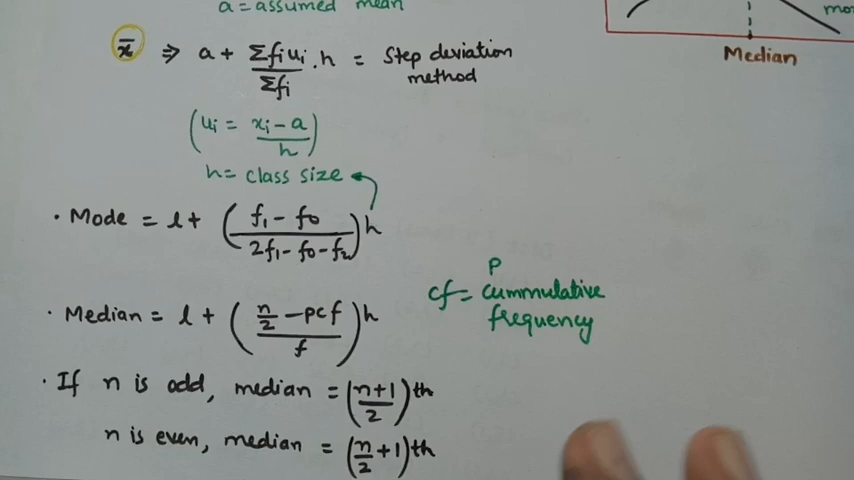 a = assumed mean
x̄ ⇒ a + Σfiui/Σfi . h = Step deviation method
(ui = xi - a / h)
h = class size
Median
• Mode = l + (f1 - f0 / 2f1 - f0 - f2) h
P
cf = cummulative frequency
• Median = l + (n/2 - pcf / f) h
• If n is odd, median = (n+1/2)th
n is even, median = (n/2 + 1)th